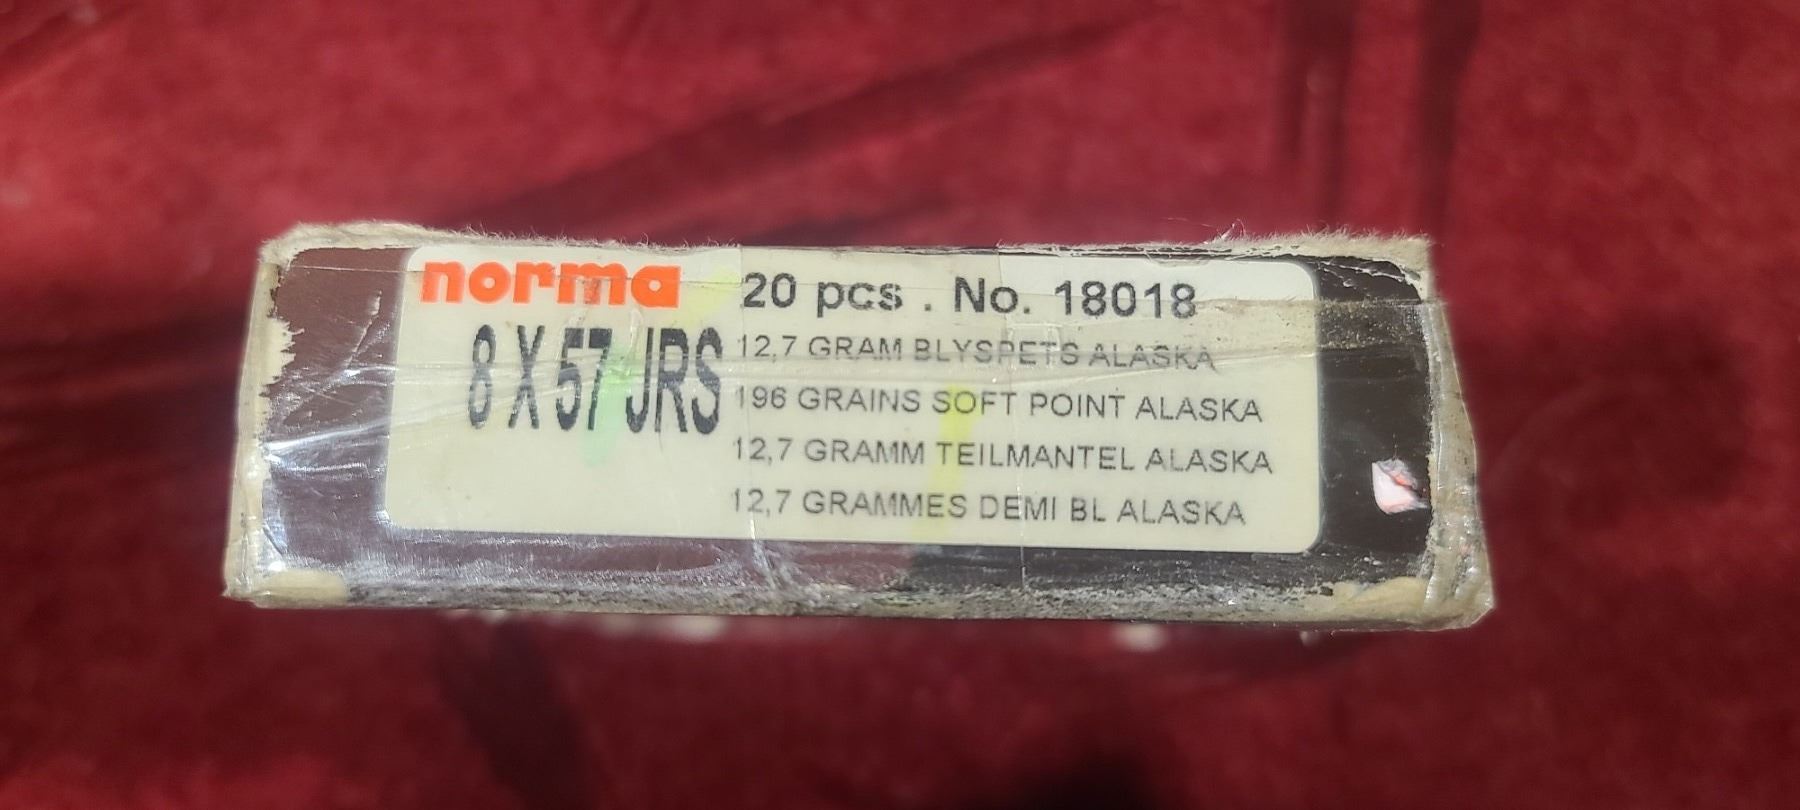 norma
8 X 57 JRS
20 pcs . No. 18018
12,7 GRAM BLYSPETS ALASKA
196 GRAINS SOFT POINT ALASKA
12,7 GRAMM TEILMANTEL ALASKA
12,7 GRAMMES DEMI BL ALASKA